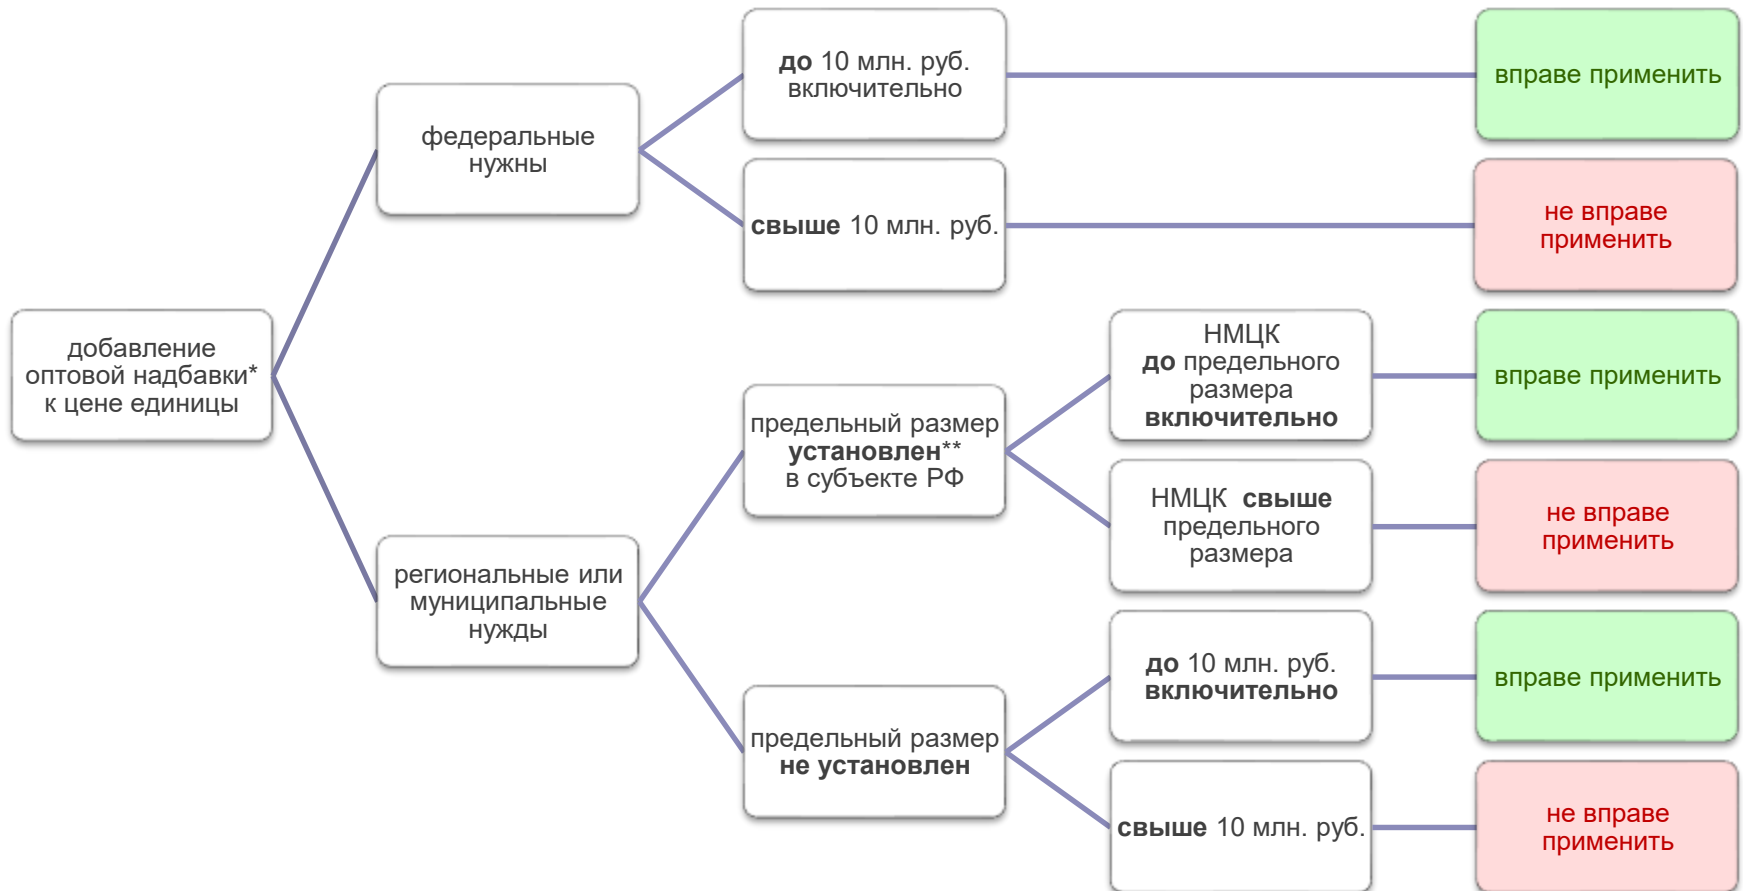 до 10 млн. руб.
включительно
вправе применить
федеральные
нужны
свыше 10 млн. руб.
не вправе
применить
добавление
оптовой надбавки*
к цене единицы
НМЦК
до предельного
размера
включительно
вправе применить
предельный размер
установлен**
в субъекте РФ
НМЦК свыше
предельного
размера
не вправе
применить
региональные или
муниципальные
нужды
до 10 млн. руб.
включительно
вправе применить
предельный размер
не установлен
свыше 10 млн. руб.
не вправе
применить